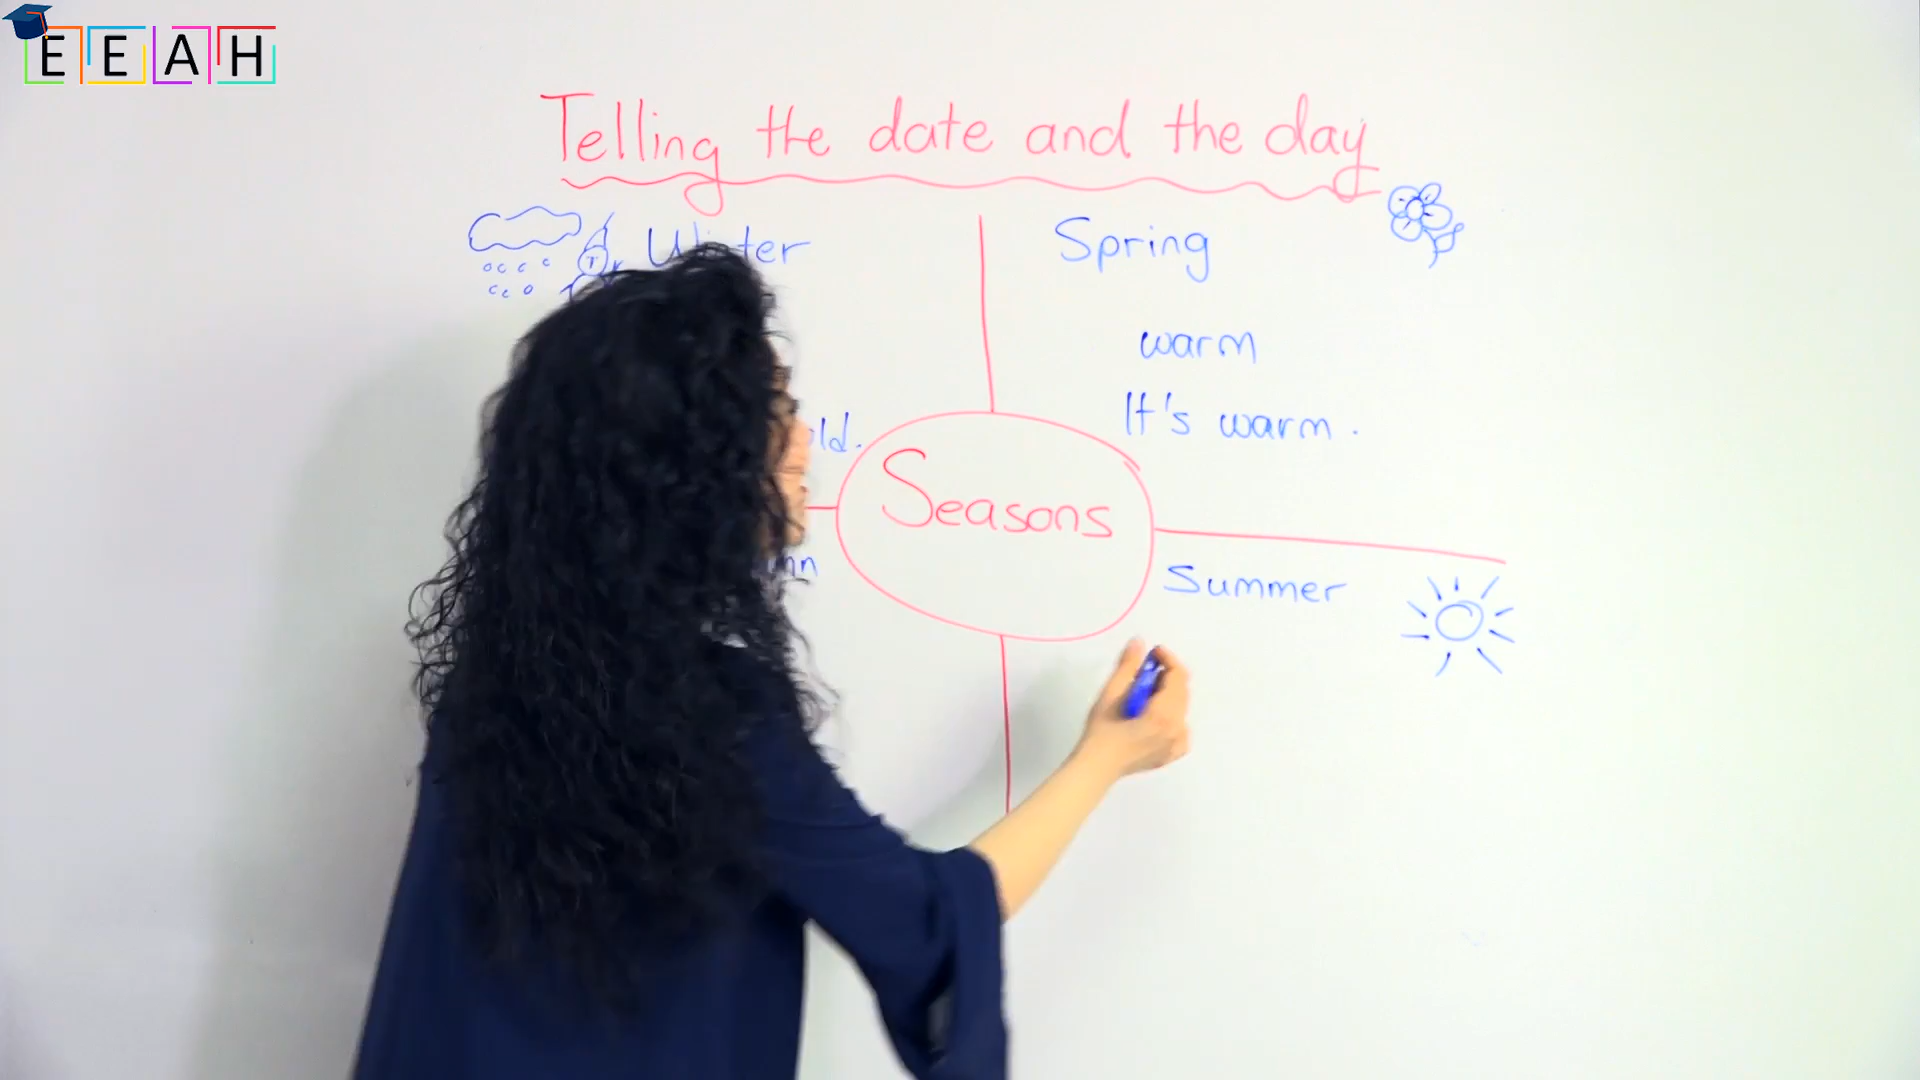 EEAH
Telling the date and the day
Spring
warm
It's warm.
Seasons
Summer